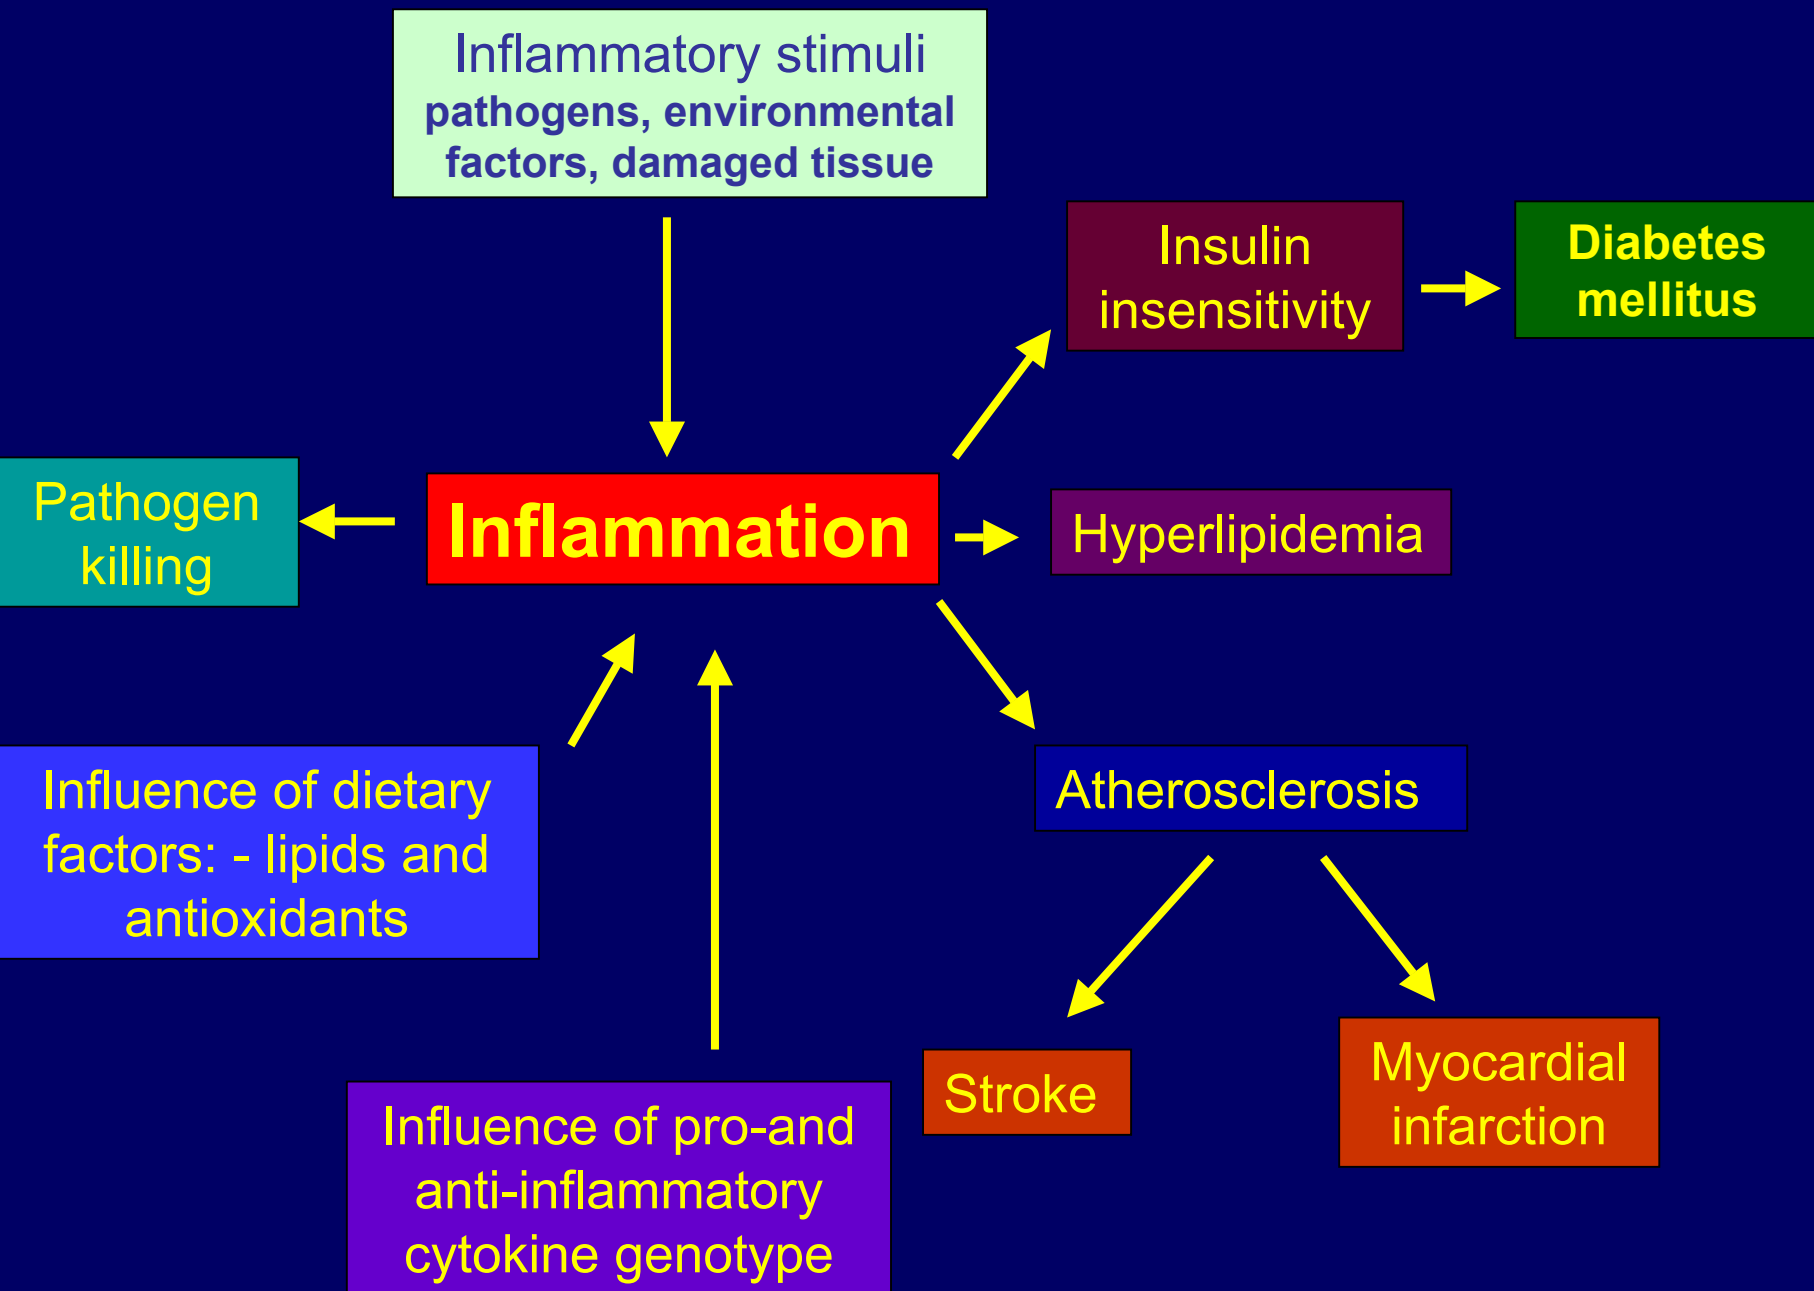 Inflammatory stimuli
pathogens, environmental
factors, damaged tissue
Insulin
insensitivity
Diabetes
mellitus
Pathogen
killing
Inflammation
Hyperlipidemia
Influence of dietary
factors: - lipids and
antioxidants
Atherosclerosis
Stroke
Myocardial
infarction
Influence of pro-and
anti-inflammatory
cytokine genotype